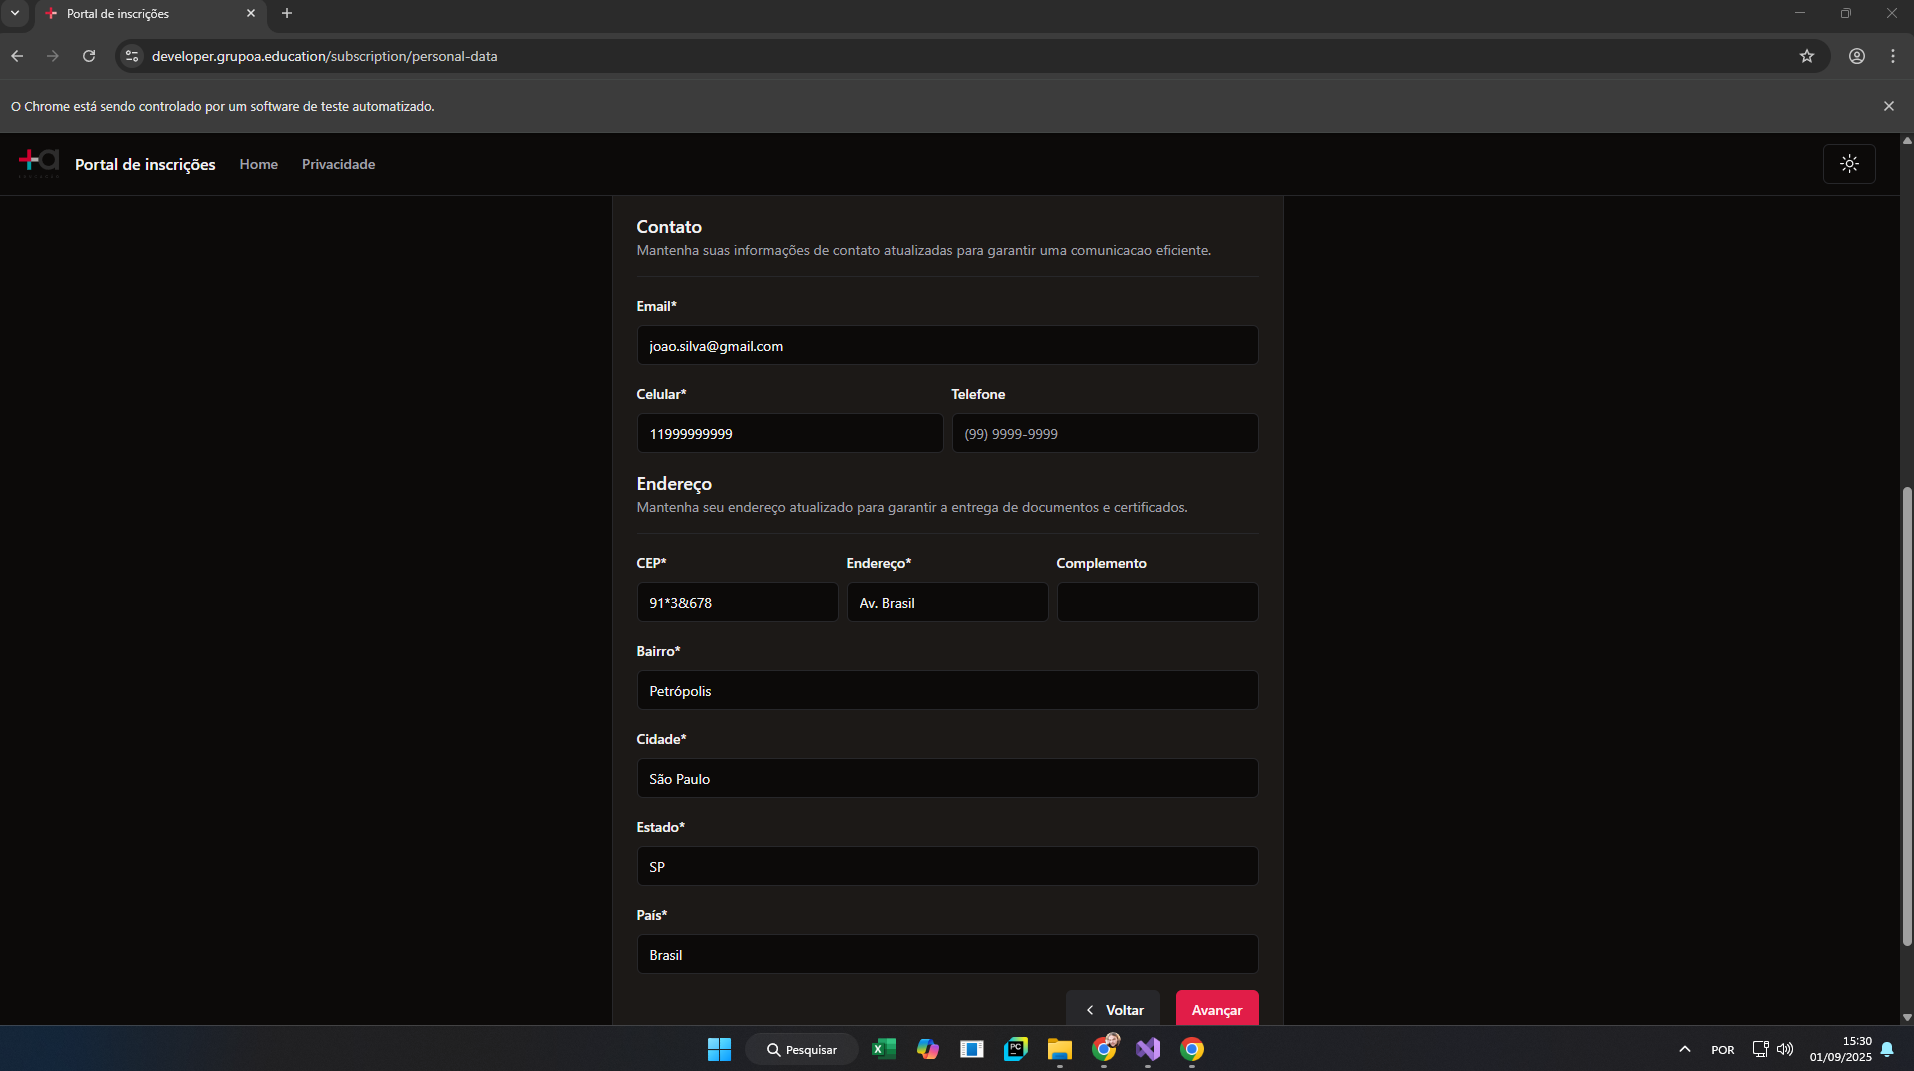 Portal de inscrições
developer.grupoa.education/subscription/personal-data
O Chrome está sendo controlado por um software de teste automatizado.
+a
Portal de inscrições
Home
Privacidade
Contato
Mantenha suas informações de contato atualizadas para garantir uma comunicacao eficiente.
Email*
joao.silva@gmail.com
Celular*
Telefone
11999999999
(99) 9999-9999
Endereço
Mantenha seu endereço atualizado para garantir a entrega de documentos e certificados.
CEP*
Endereço*
Complemento
91*3&678
Av. Brasil
Bairro*
Petrópolis
Cidade*
São Paulo
Estado*
SP
País*
Brasil
Voltar
Avançar
Pesquisar
PC
POR
15:30
01/09/2025